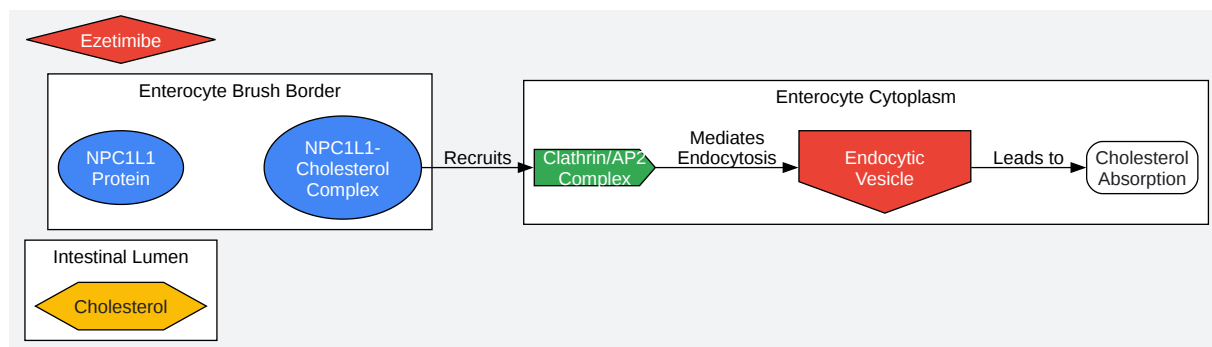 Ezetimibe
Enterocyte Brush Border
NPC1L1
Protein
NPC1L1-
Cholesterol
Complex
Recruits
Enterocyte Cytoplasm
Clathrin/AP2
Complex
Mediates
Endocytosis
Endocytic
Vesicle
Leads to
Cholesterol
Absorption
Intestinal Lumen
Cholesterol